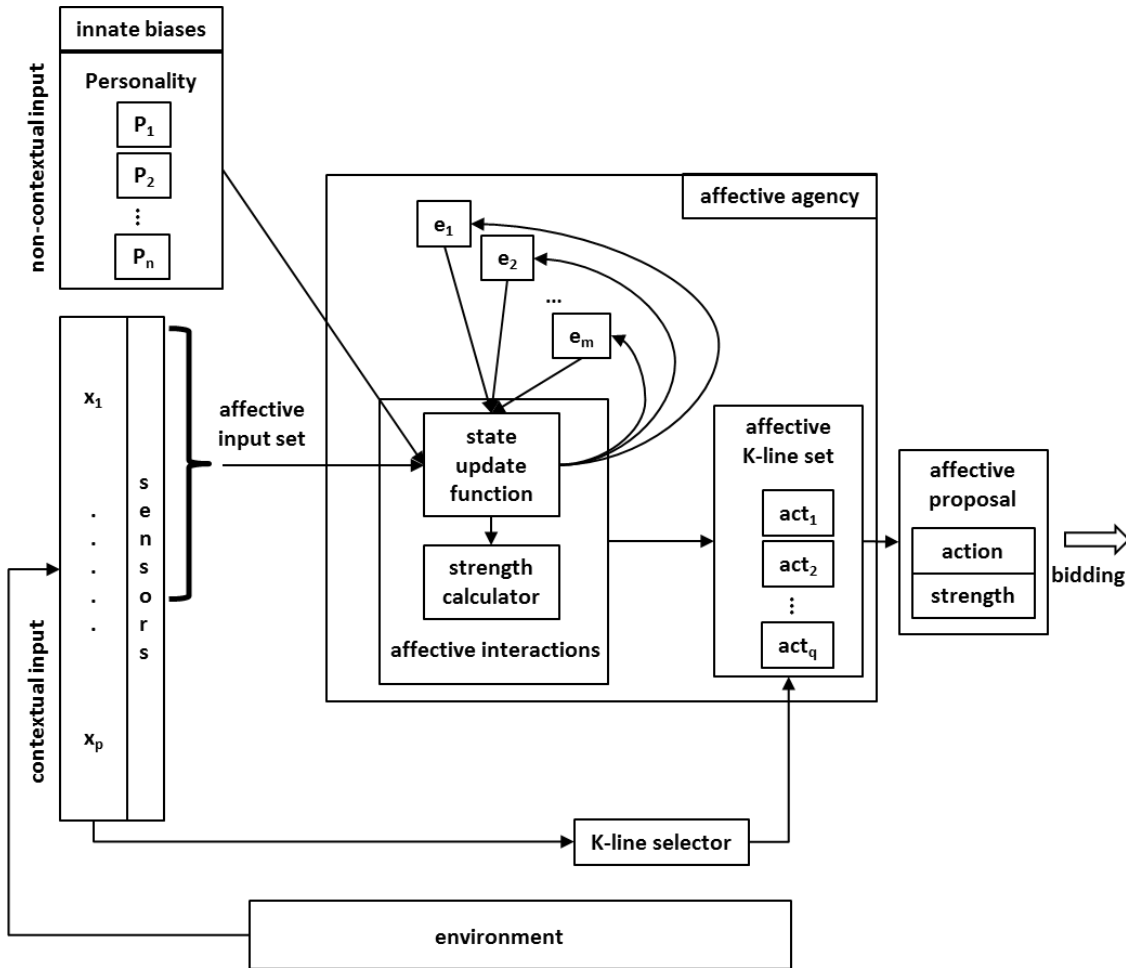 innate biases
non-contextual input
Personality
P1
P2
⋮
Pn
affective agency
e1
e2
...
em
contextual input
x1
.
.
.
.
.
xp
sensors
affective
input set
state
update
function
strength
calculator
affective interactions
affective
K-line set
act1
act2
⋮
actq
affective
proposal
action
strength
bidding
K-line selector
environment